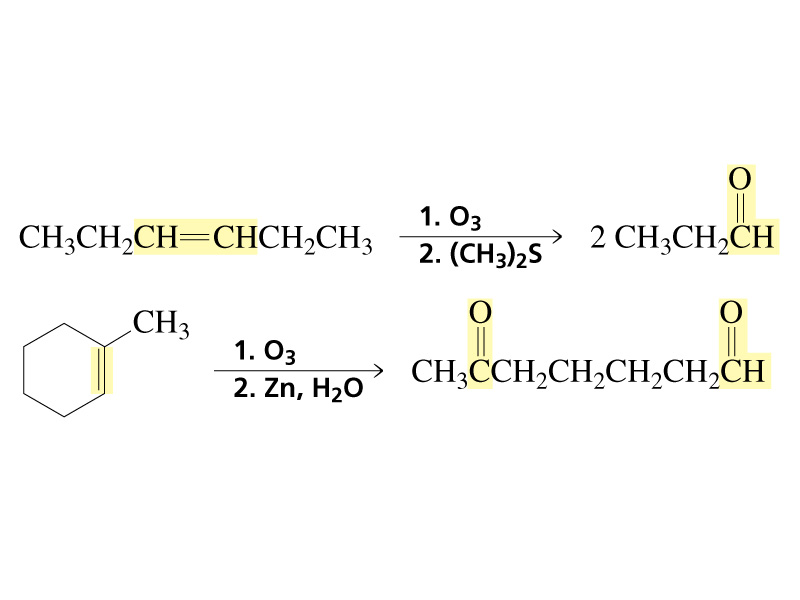 O
CH₃CH₂CH=CHCH₂CH₃
1. O₃
2. (CH₃)₂S
2 CH₃CH₂CH
CH₃
1. O₃
2. Zn, H₂O
O O
CH₃CCH₂CH₂CH₂CH₂CH